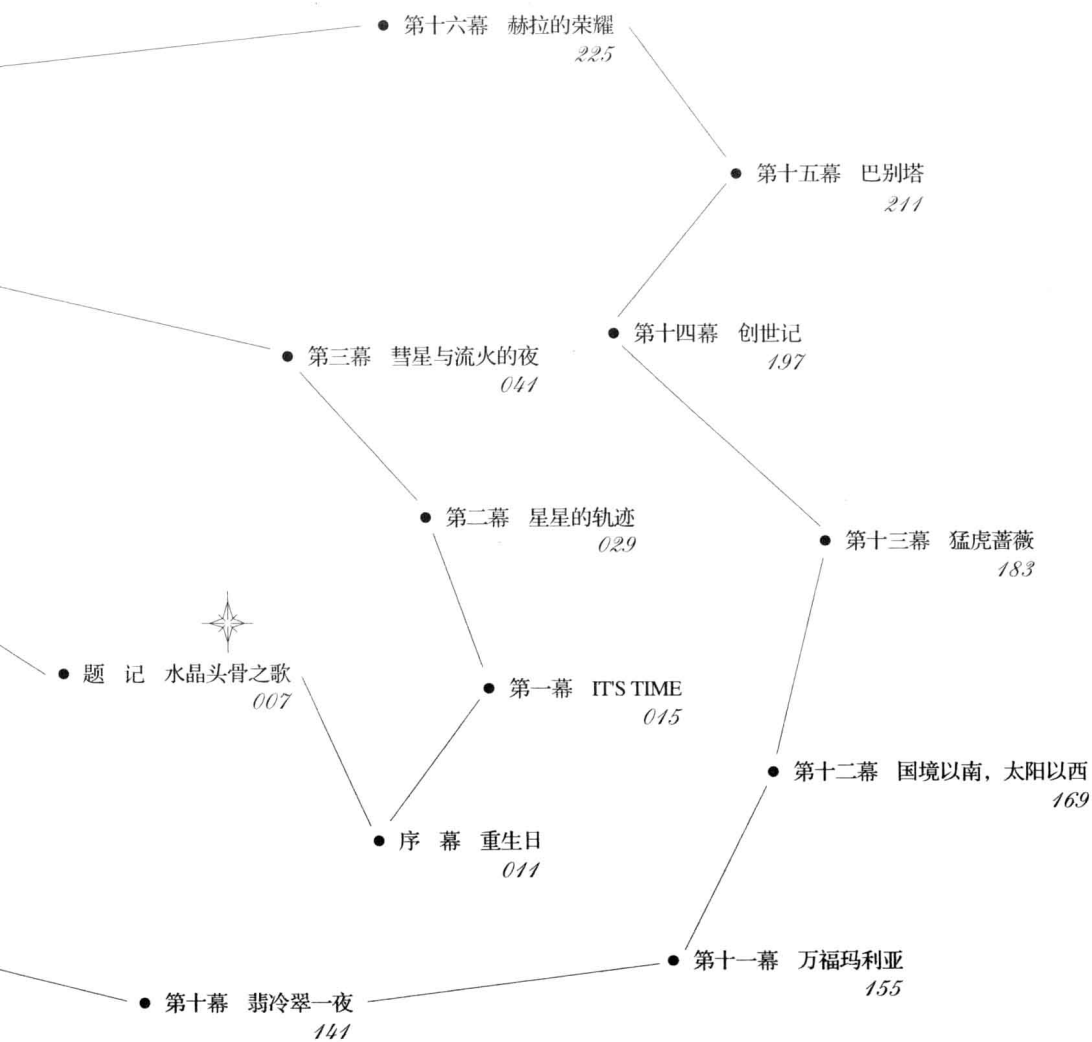 第十六幕 赫拉的荣耀
225
第十五幕 巴别塔
211
第十四幕 创世记
197
第三幕 彗星与流火的夜
041
第二幕 星星的轨迹
029
第十三幕 猛虎蔷薇
183
题 记 水晶头骨之歌
007
第一幕 IT'S TIME
015
第十二幕 国境以南，太阳以西
169
序 幕 重生日
011
第十一幕 万福玛利亚
155
第十幕 翡冷翠一夜
141